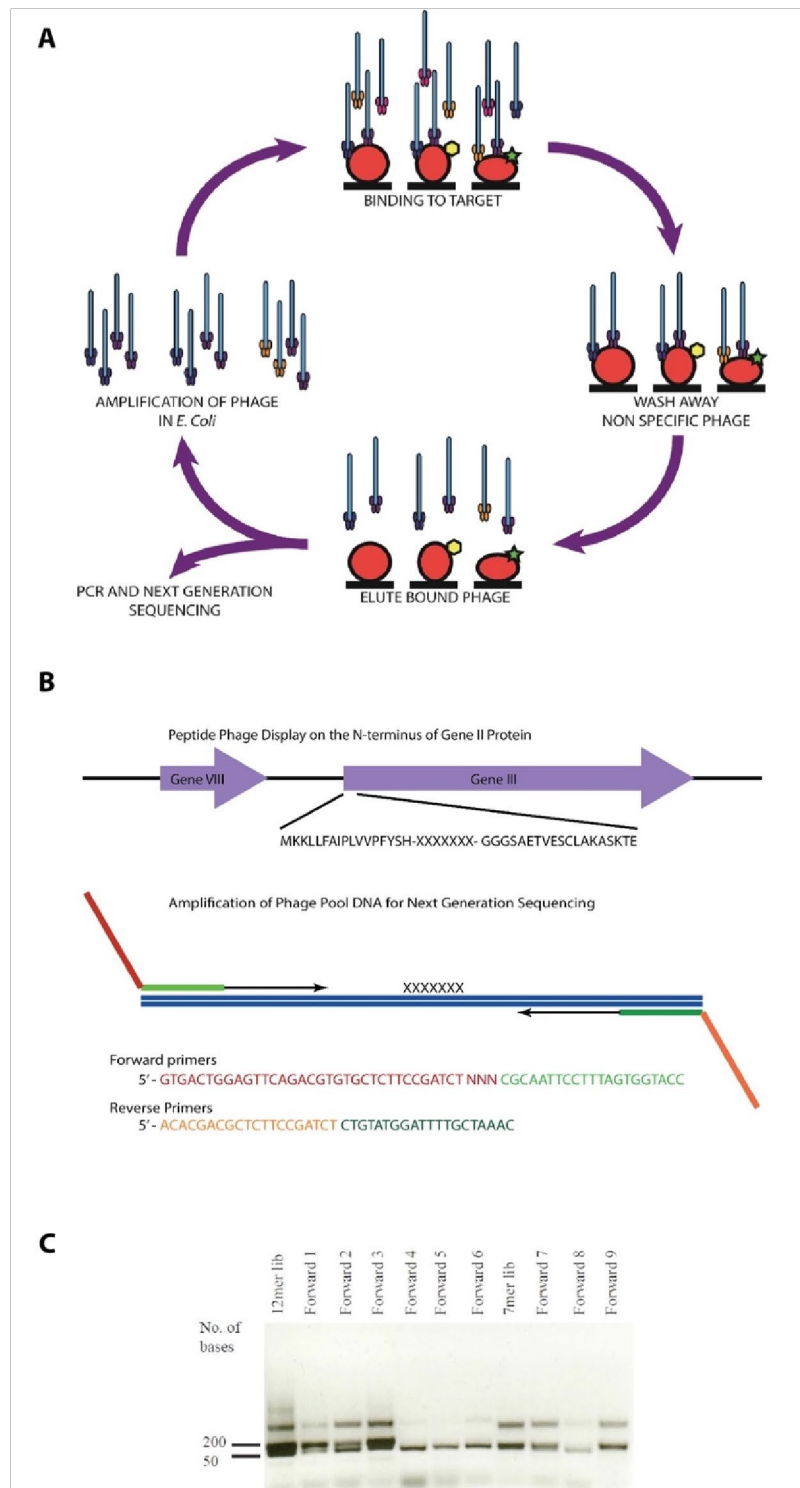 A
BINDING TO TARGET
AMPLIFICATION OF PHAGE
IN E. Coli
WASH AWAY
NON SPECIFIC PHAGE
PCR AND NEXT GENERATION
SEQUENCING
ELUTE BOUND PHAGE
B
Peptide Phage Display on the N-terminus of Gene II Protein
Gene VIII
Gene III
MKKLLFAIPLVVPFYSH-XXXXXXX- GGGSAETVESCLAKASKTE
Amplification of Phage Pool DNA for Next Generation Sequencing
XXXXXXX
Forward primers
5′- GTGACTGGAGTTCAGACGTGTGCTCTTCCGATCT NNN CGCAATTCCTTTAGTGGTACC
Reverse Primers
5′- ACACGACGCTCTTCCGATCT CTGTATGGATTTTGCTAAAC
C
12mer lib
Forward 1
Forward 2
Forward 3
Forward 4
Forward 5
Forward 6
7mer lib
Forward 7
Forward 8
Forward 9
No. of
bases
200
50